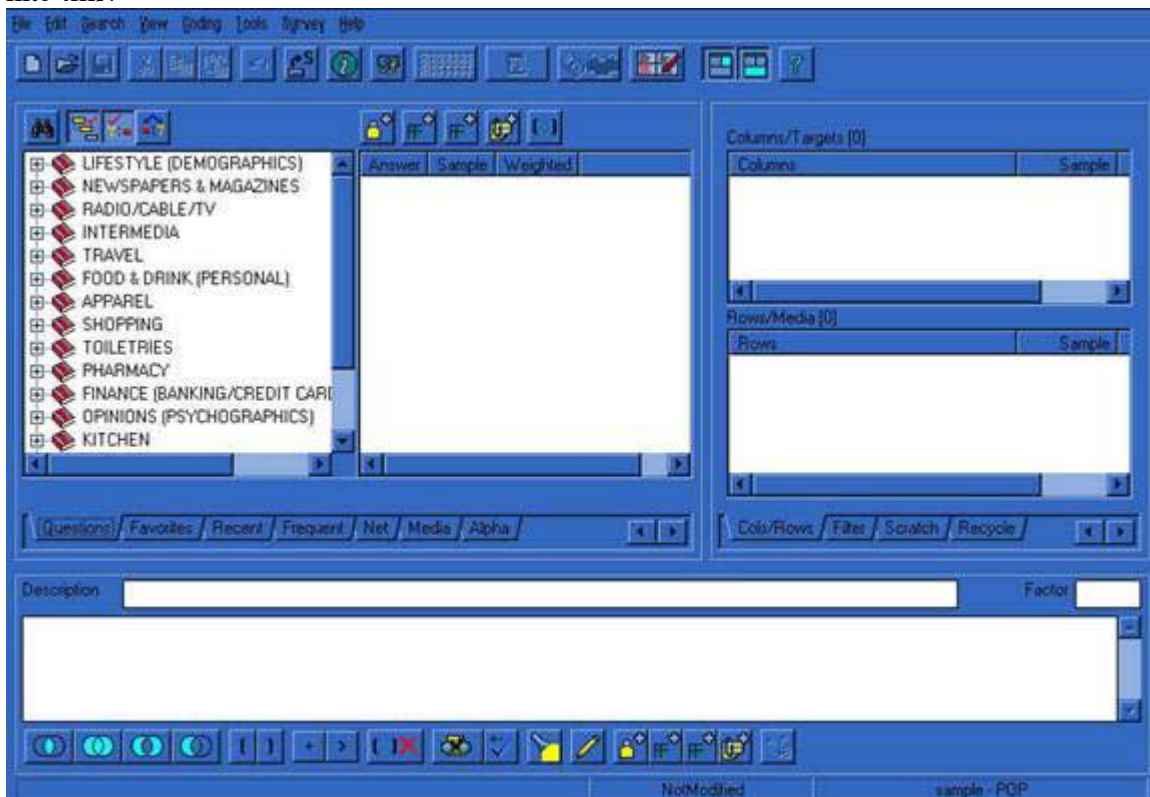 File Edit Search View Coding Tools Survey Help
Columns/Targets [0]
Answer Sample Weighted
Columns Sample
LIFESTYLE (DEMOGRAPHICS)
NEWSPAPERS & MAGAZINES
RADIO/CABLE/TV
INTERMEDIA
TRAVEL
FOOD & DRINK (PERSONAL)
APPAREL
SHOPPING
TOILETRIES
PHARMACY
FINANCE (BANKING/CREDIT CARD
OPINIONS (PSYCHOGRAPHICS)
KITCHEN
Rows/Media [0]
Rows Sample
Questions Favorites Recent Frequent Net Media Alpha
Cols/Rows Filter Scratch Recycle
Description Factor
NotModified sample - POP